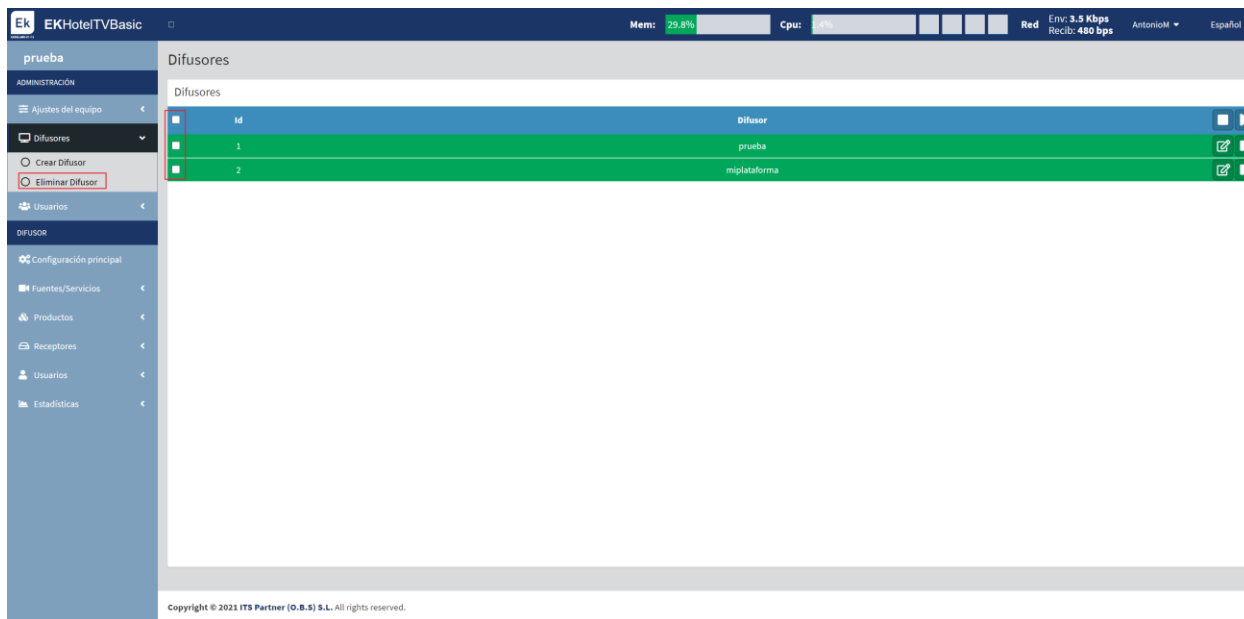 Ek EKHotelTVBasic Mem: 29.8% Cpu: 1.4% Red Env: 3.5 Kbps AntonioM Español
Recib: 480 bps
prueba
ADMINISTRACIÓN
Ajustes del equipo
Difusores
Crear Difusor
Eliminar Difusor
Usuarios
DIFUSOR
Configuración principal
Fuentes/Servicios
Productos
Receptores
Usuarios
Estadísticas
Difusores
Difusores
Id Difusor
1 prueba
2 miplataforma
Copyright © 2021 ITS Partner (O.B.S) S.L. All rights reserved.